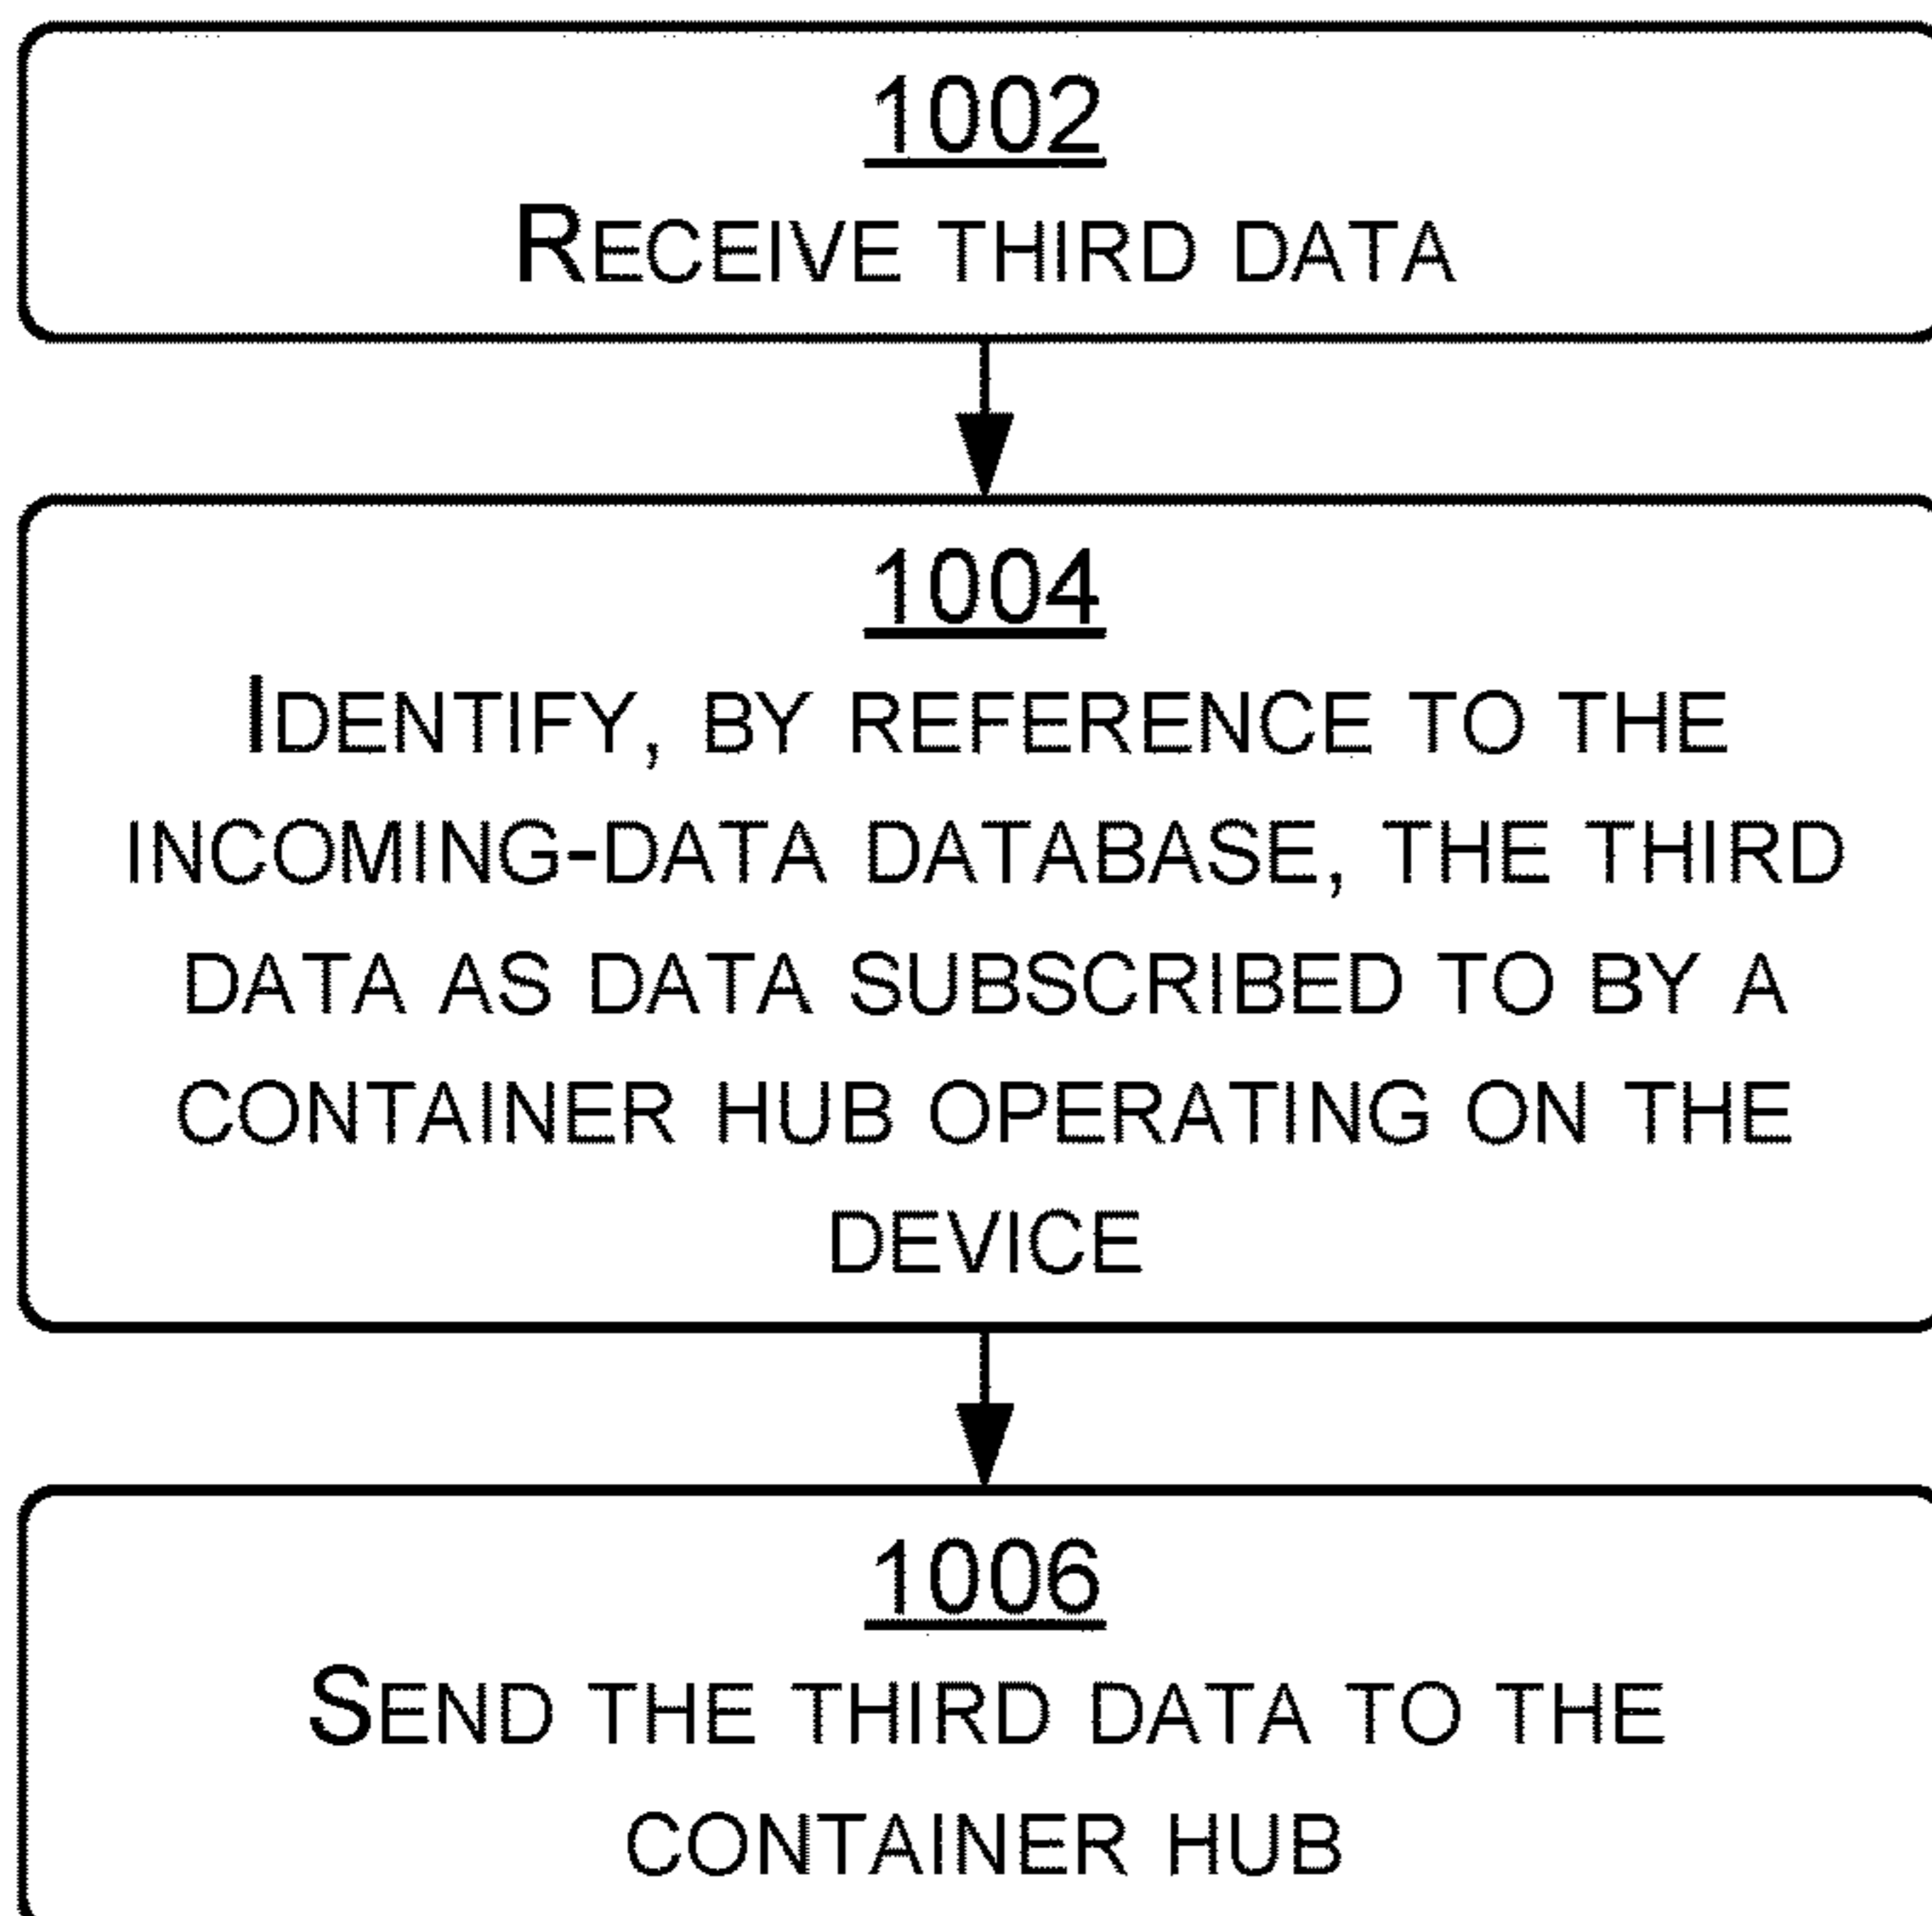 1002
RECEIVE THIRD DATA
1004
IDENTIFY, BY REFERENCE TO THE
INCOMING-DATA DATABASE, THE THIRD
DATA AS DATA SUBSCRIBED TO BY A
CONTAINER HUB OPERATING ON THE
DEVICE
1006
SEND THE THIRD DATA TO THE
CONTAINER HUB